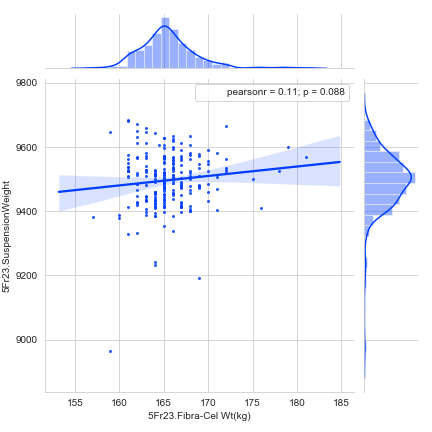 pearsonr = 0.11; p = 0.088
9800
9600
9400
9200
9000
5Fr23.SuspensionWeight
155 160 165 170 175 180 185
5Fr23.Fibra-Cel Wt(kg)